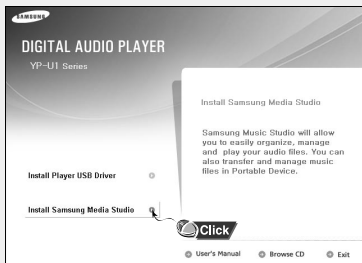 SAMSUNG
DIGITAL AUDIO PLAYER
YP-U1 Series
Install Samsung Media Studio
Samsung Music Studio will allow
you to easily organize, manage
and play your audio files. You can
also transfer and manage music
files in Portable Device.
Install Player USB Driver
Install Samsung Media Studio
Click
User's Manual
Browse CD
Exit